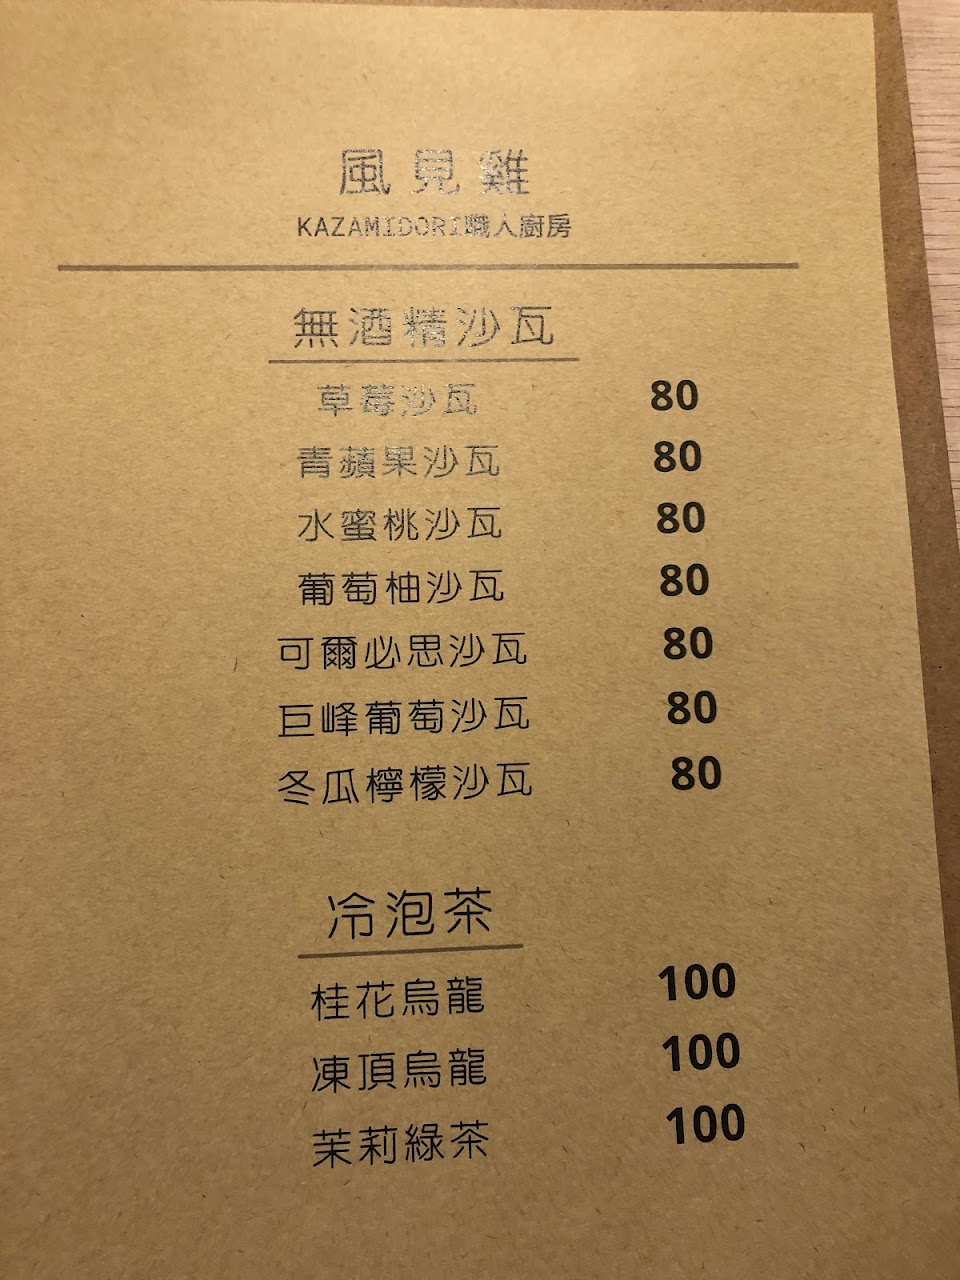 風見雞
KAZAMIDORI職人廚房
無酒精沙瓦
草莓沙瓦 80
青蘋果沙瓦 80
水蜜桃沙瓦 80
葡萄柚沙瓦 80
可爾必思沙瓦 80
巨峰葡萄沙瓦 80
冬瓜檸檬沙瓦 80
冷泡茶
桂花烏龍 100
凍頂烏龍 100
茉莉綠茶 100